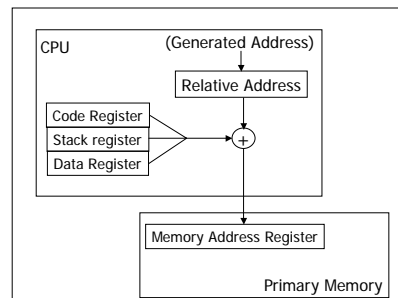 CPU
(Generated Address)
Relative Address
Code Register
Stack register
Data Register
+
Memory Address Register
Primary Memory